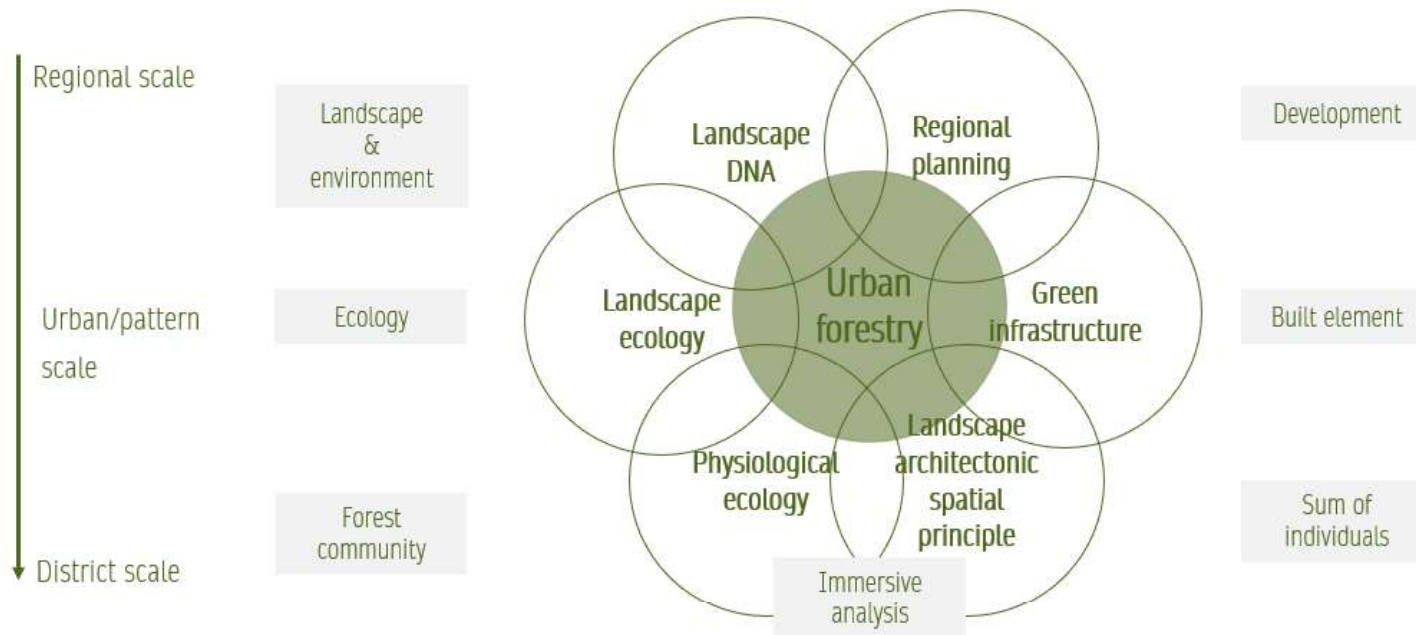 Regional scale
Urban/pattern
scale
District scale
Landscape
&
environment
Ecology
Forest
community
Landscape
DNA
Regional
planning
Landscape
ecology
Urban
forestry
Green
infrastructure
Physiological
ecology
Landscape
architectonic
spatial
principle
Immersive
analysis
Development
Built element
Sum of
individuals